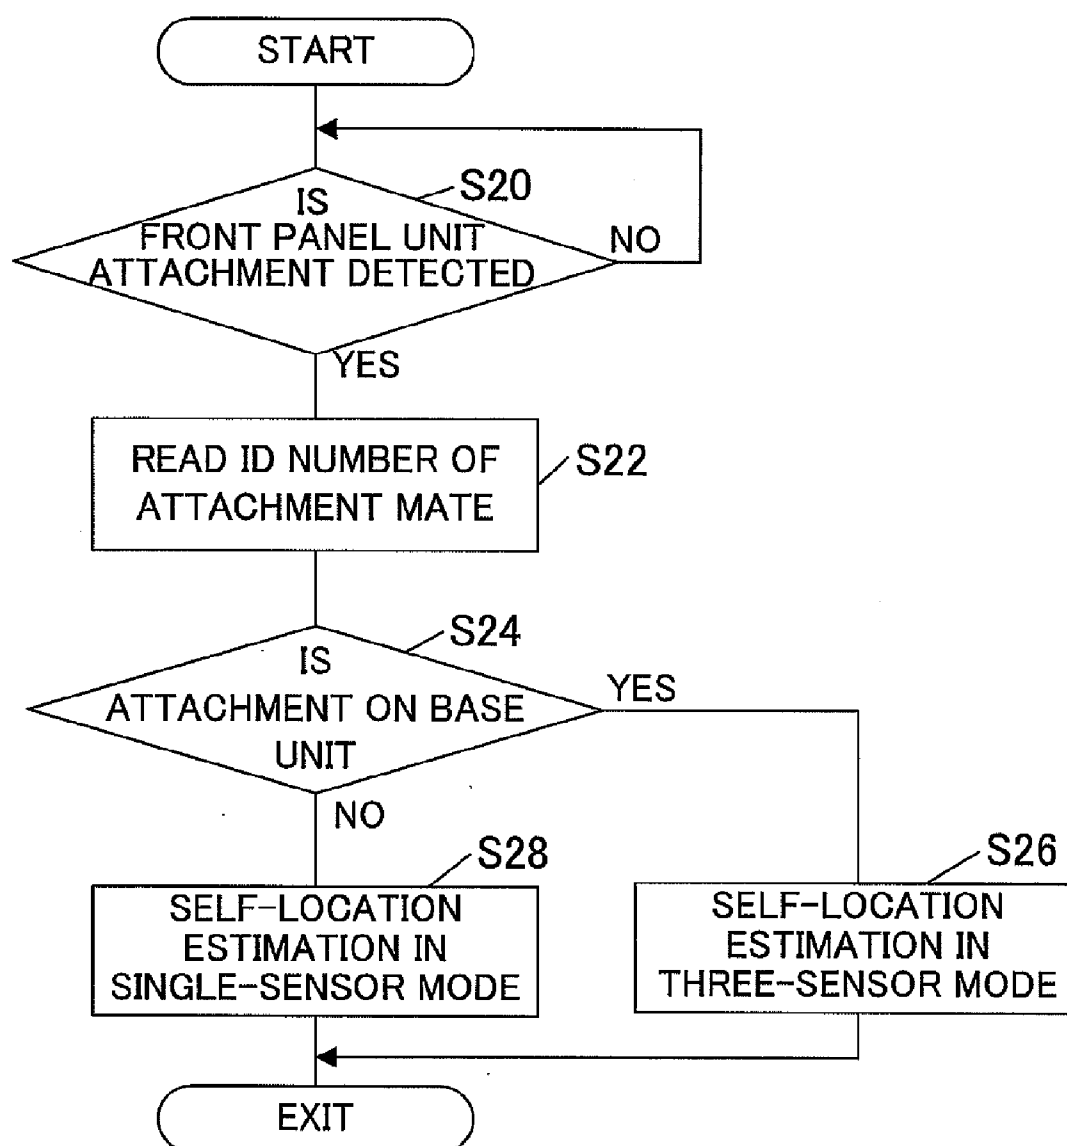 START
S20
IS
FRONT PANEL UNIT
ATTACHMENT DETECTED
NO
YES
READ ID NUMBER OF
ATTACHMENT MATE
S22
S24
IS
ATTACHMENT ON BASE
UNIT
YES
NO
S28
SELF-LOCATION
ESTIMATION IN
SINGLE-SENSOR MODE
S26
SELF-LOCATION
ESTIMATION IN
THREE-SENSOR MODE
EXIT